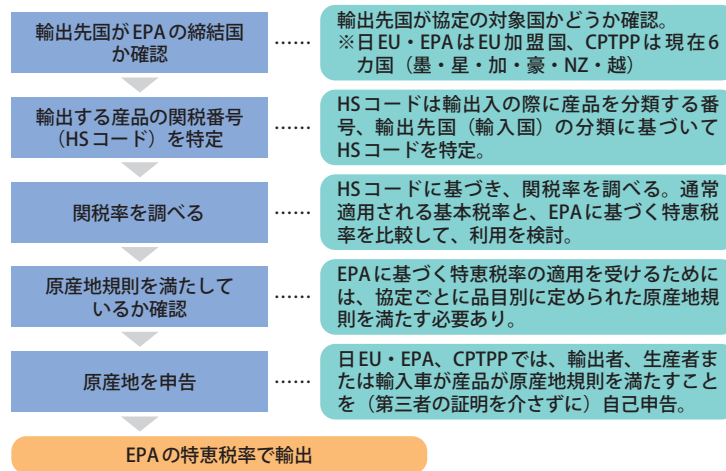 輸出先国がEPAの締結国
か確認
……
輸出先国が協定の対象国かどうか確認。
※日EU・EPAはEU加盟国、CPTPPは現在6
カ国（墨・星・加・豪・NZ・越）
輸出する産品の関税番号
（HSコード）を特定
……
HSコードは輸出入の際に産品を分類する番
号、輸出先国（輸入国）の分類に基づいて
HSコードを特定。
関税率を調べる
……
HSコードに基づき、関税率を調べる。通常
適用される基本税率と、EPAに基づく特恵税
率を比較して、利用を検討。
原産地規則を満たして
いるか確認
……
EPAに基づく特恵税率の適用を受けるために
は、協定ごとに品目別に定められた原産地規
則を満たす必要あり。
原産地を申告
……
日EU・EPA、CPTPPでは、輸出者、生産者ま
たは輸入車が産品が原産地規則を満たすこと
を（第三者の証明を介さずに）自己申告。
EPAの特恵税率で輸出